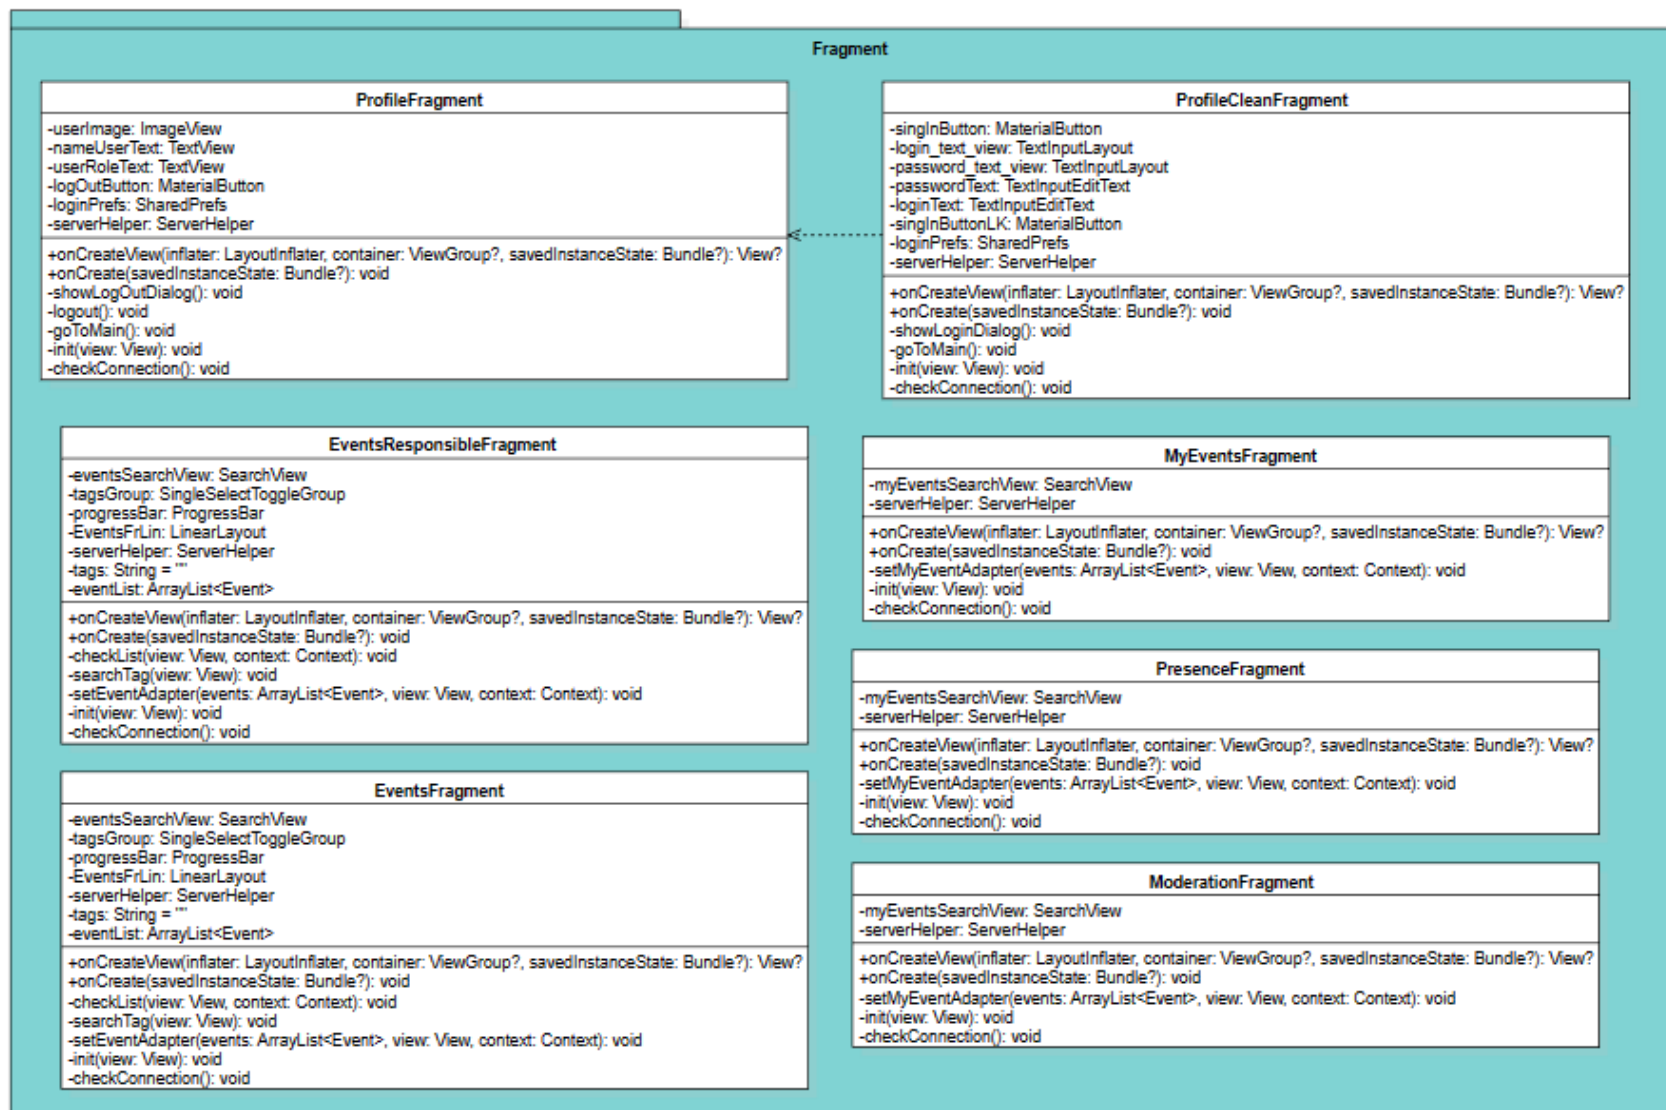 Fragment
ProfileFragment
-userImage: ImageView
-nameUserText: TextView
-userRoleText: TextView
-logOutButton: MaterialButton
-loginPrefs: SharedPrefs
-serverHelper: ServerHelper
+onCreateView(inflater: LayoutInflater, container: ViewGroup?, savedInstanceState: Bundle?): View?
+onCreate(savedInstanceState: Bundle?): void
-showLogOutDialog(): void
-logout(): void
-goToMain(): void
-init(view: View): void
-checkConnection(): void
ProfileCleanFragment
-singInButton: MaterialButton
-login_text_view: TextInputLayout
-password_text_view: TextInputLayout
-passwordText: TextInputEditText
-loginText: TextInputEditText
-singInButtonLK: MaterialButton
-loginPrefs: SharedPrefs
-serverHelper: ServerHelper
+onCreateView(inflater: LayoutInflater, container: ViewGroup?, savedInstanceState: Bundle?): View?
+onCreate(savedInstanceState: Bundle?): void
-showLoginDialog(): void
-goToMain(): void
-init(view: View): void
-checkConnection(): void
EventsResponsibleFragment
-eventsSearchView: SearchView
-tagsGroup: SingleSelectToggleGroup
-progressBar: ProgressBar
-EventsFrLin: LinearLayout
-serverHelper: ServerHelper
-tags: String = ""
-eventList: ArrayList<Event>
+onCreateView(inflater: LayoutInflater, container: ViewGroup?, savedInstanceState: Bundle?): View?
+onCreate(savedInstanceState: Bundle?): void
-checkList(view: View, context: Context): void
-searchTag(view: View): void
-setEventAdapter(events: ArrayList<Event>, view: View, context: Context): void
-init(view: View): void
-checkConnection(): void
MyEventsFragment
-myEventsSearchView: SearchView
-serverHelper: ServerHelper
+onCreateView(inflater: LayoutInflater, container: ViewGroup?, savedInstanceState: Bundle?): View?
+onCreate(savedInstanceState: Bundle?): void
-setMyEventAdapter(events: ArrayList<Event>, view: View, context: Context): void
-init(view: View): void
-checkConnection(): void
PresenceFragment
-myEventsSearchView: SearchView
-serverHelper: ServerHelper
+onCreateView(inflater: LayoutInflater, container: ViewGroup?, savedInstanceState: Bundle?): View?
+onCreate(savedInstanceState: Bundle?): void
-setMyEventAdapter(events: ArrayList<Event>, view: View, context: Context): void
-init(view: View): void
-checkConnection(): void
EventsFragment
-eventsSearchView: SearchView
-tagsGroup: SingleSelectToggleGroup
-progressBar: ProgressBar
-EventsFrLin: LinearLayout
-serverHelper: ServerHelper
-tags: String = ""
-eventList: ArrayList<Event>
+onCreateView(inflater: LayoutInflater, container: ViewGroup?, savedInstanceState: Bundle?): View?
+onCreate(savedInstanceState: Bundle?): void
-checkList(view: View, context: Context): void
-searchTag(view: View): void
-setEventAdapter(events: ArrayList<Event>, view: View, context: Context): void
-init(view: View): void
-checkConnection(): void
ModerationFragment
-myEventsSearchView: SearchView
-serverHelper: ServerHelper
+onCreateView(inflater: LayoutInflater, container: ViewGroup?, savedInstanceState: Bundle?): View?
+onCreate(savedInstanceState: Bundle?): void
-setMyEventAdapter(events: ArrayList<Event>, view: View, context: Context): void
-init(view: View): void
-checkConnection(): void